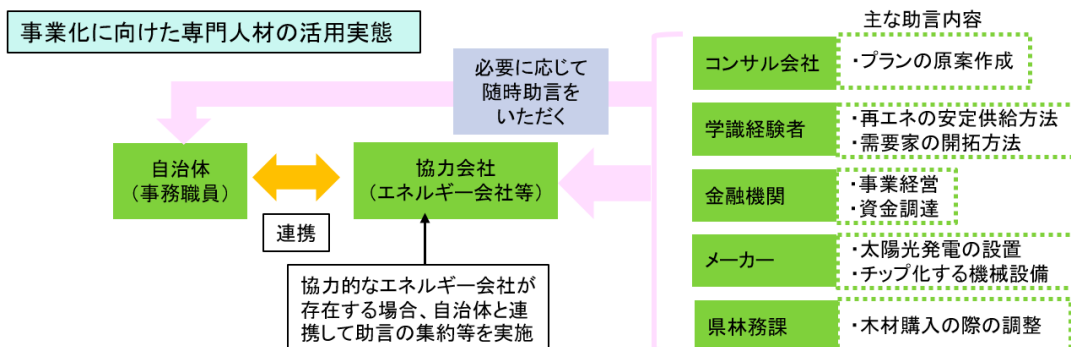 事業化に向けた専門人材の活用実態
必要に応じて
随時助言を
いただく
自治体
(事務職員)
連携
協力会社
(エネルギー会社等)
協力的なエネルギー会社が
存在する場合、自治体と連
携して助言の集約等を実施
主な助言内容
コンサル会社
・プランの原案作成
学識経験者
・再エネの安定供給方法
・需要家の開拓方法
金融機関
・事業経営
・資金調達
メーカー
・太陽光発電の設置
・チップ化する機械設備
県林務課
・木材購入の際の調整